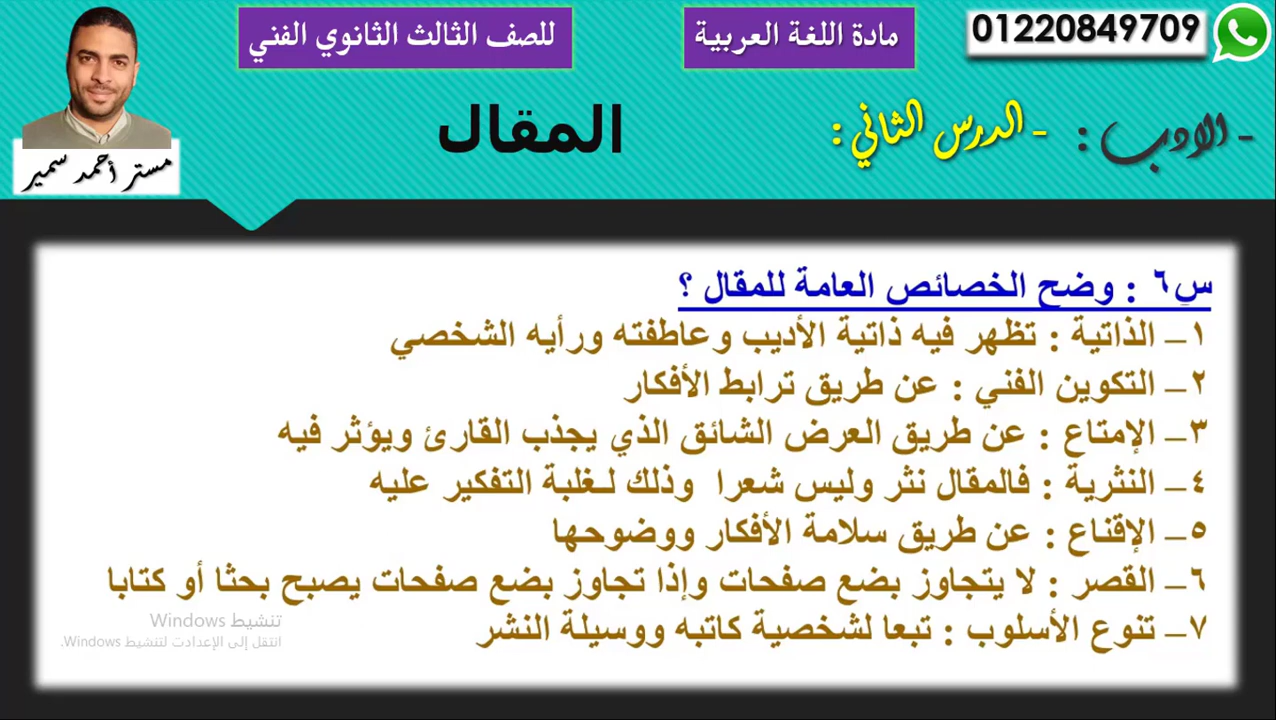 01220849709
مادة اللغة العربية
للصف الثالث الثانوي الفني
- الادب :
- الدرس الثاني :
المقال
مستر أحمد سمير
س٦ : وضح الخصائص العامة للمقال ؟
١– الذاتية : تظهر فيه ذاتية الأديب وعاطفته ورأيه الشخصي
٢– التكوين الفني : عن طريق ترابط الأفكار
٣– الإمتاع : عن طريق العرض الشائق الذي يجذب القارئ ويؤثر فيه
٤– النثرية : فالمقال نثر وليس شعرا وذلك لـغلبة التفكير عليه
٥– الإقناع : عن طريق سلامة الأفكار ووضوحها
٦– القصر : لا يتجاوز بضع صفحات وإذا تجاوز بضع صفحات يصبح بحثا أو كتابا
٧– تنوع الأسلوب : تبعا لشخصية كاتبه ووسيلة النشر
تنشيط Windows
انتقل إلى الإعدادت لتنشيط Windows.